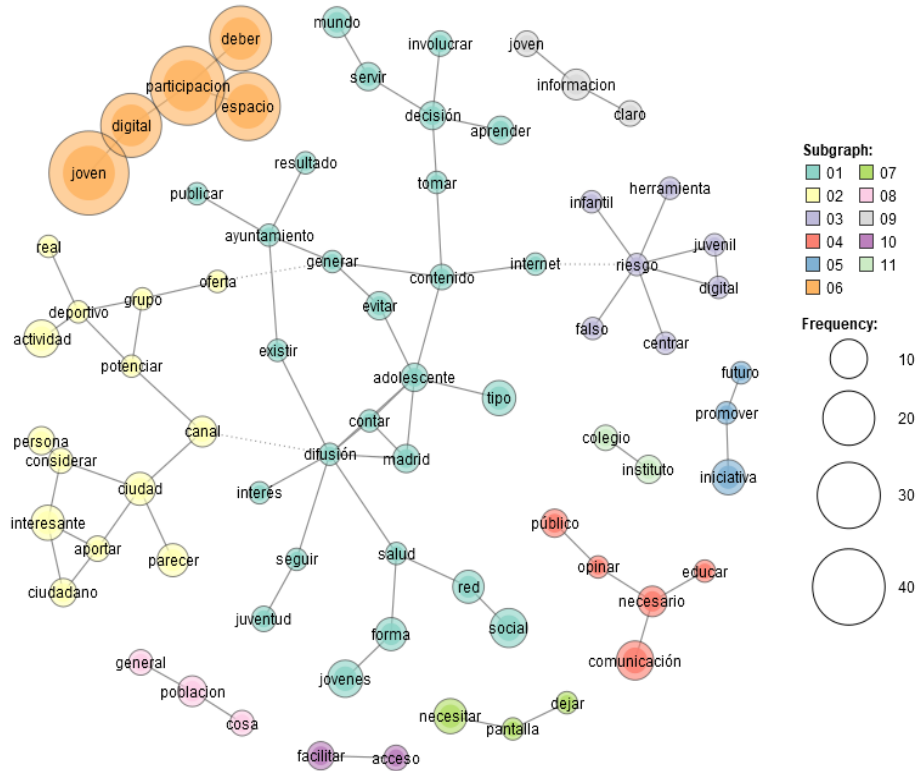 mundo
deber
involucrar
joven
servir
participacion
informacion
espacio
decisión
claro
digital
aprender
resultado
joven
tomar
herramienta
publicar
infantil
ayuntamiento
juvenil
real
generar
internet
riesgo
oferta
contenido
digital
grupo
evitar
deportivo
falso
actividad
centrar
existir
potenciar
adolescente
futuro
tipo
promover
contar
canal
colegio
persona
difusión
madrid
considerar
instituto
iniciativa
ciudad
interés
interesante
público
aportar
parecer
seguir
salud
opinar
educar
ciudadano
red
necesario
juventud
forma
social
general
comunicación
jovenes
poblacion
necesitar
dejar
cosa
pantalla
facilitar
acceso
Subgraph:
01 07
02 08
03 09
04 10
05 11
06
Frequency:
10
20
30
40